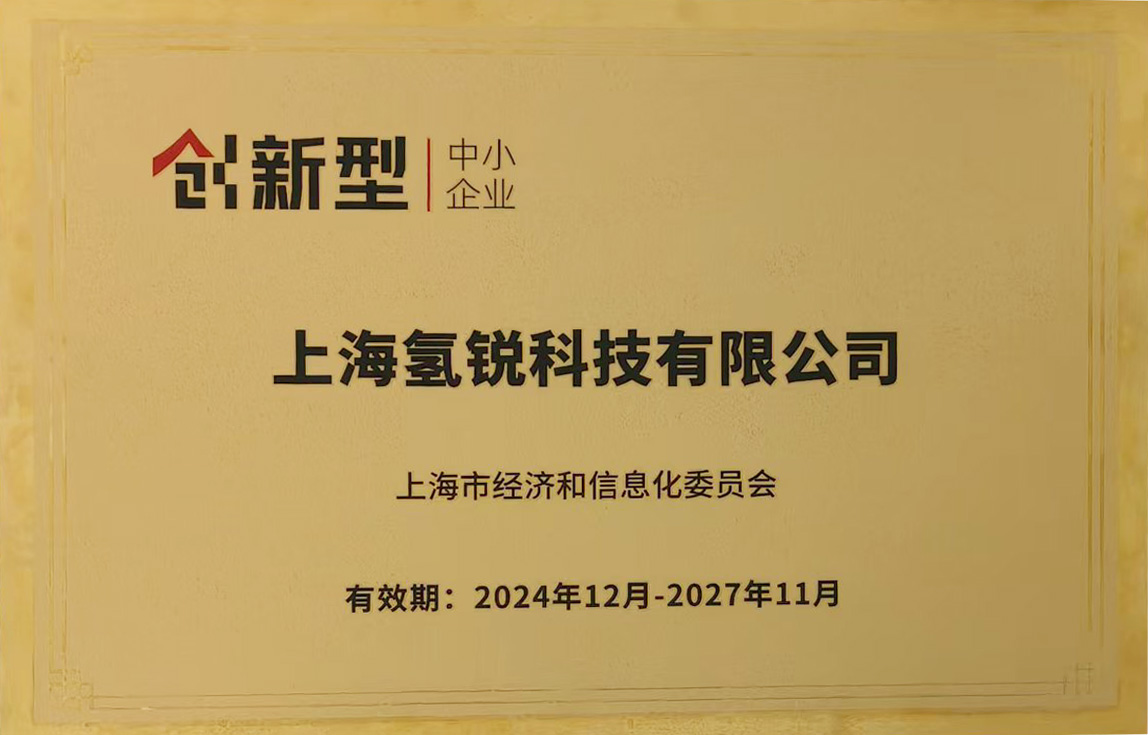 创新型 中小
企业
上海氢锐科技有限公司
上海市经济和信息化委员会
有效期：2024年12月-2027年11月